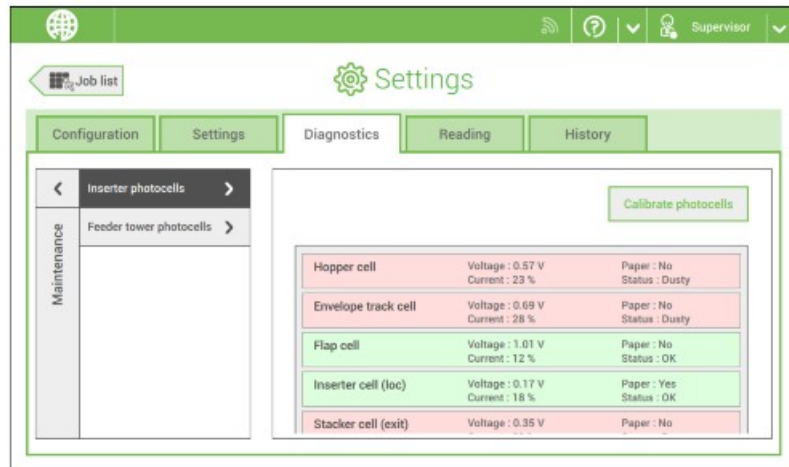 Supervisor
Job list
Settings
Configuration
Settings
Diagnostics
Reading
History
Maintenance
Inserter photocells
Feeder tower photocells
Calibrate photocells
Hopper cell
Voltage : 0.57 V
Paper : No
Current : 23 %
Status : Dusty
Envelope track cell
Voltage : 0.69 V
Paper : No
Current : 28 %
Status : Dusty
Flap cell
Voltage : 1.01 V
Paper : No
Current : 12 %
Status : OK
Inserter cell (loc)
Voltage : 0.17 V
Paper : Yes
Current : 18 %
Status : OK
Stacker cell (exit)
Voltage : 0.35 V
Paper : No